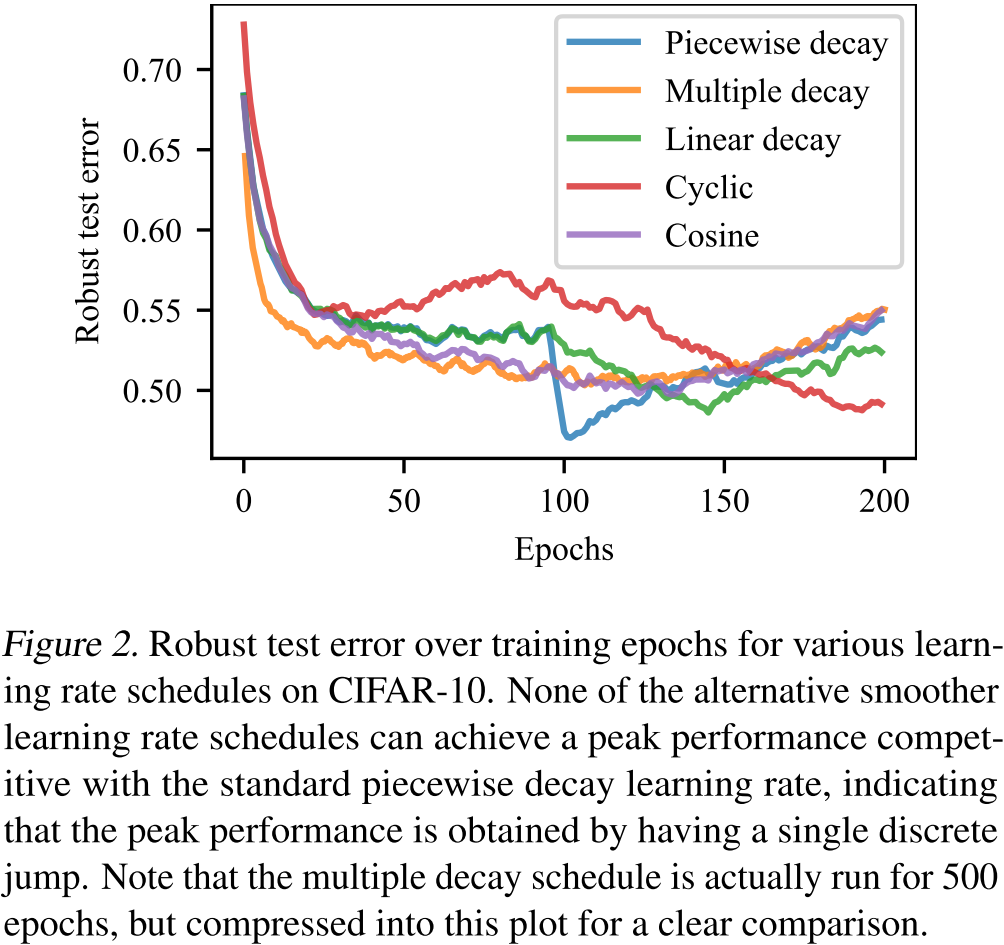 0.70
0.65
0.60
0.55
0.50
Robust test error
Piecewise decay
Multiple decay
Linear decay
Cyclic
Cosine
0
50
100
150
200
Epochs
Figure 2. Robust test error over training epochs for various learn-
ing rate schedules on CIFAR-10. None of the alternative smoother
learning rate schedules can achieve a peak performance compet-
itive with the standard piecewise decay learning rate, indicating
that the peak performance is obtained by having a single discrete
jump. Note that the multiple decay schedule is actually run for 500
epochs, but compressed into this plot for a clear comparison.